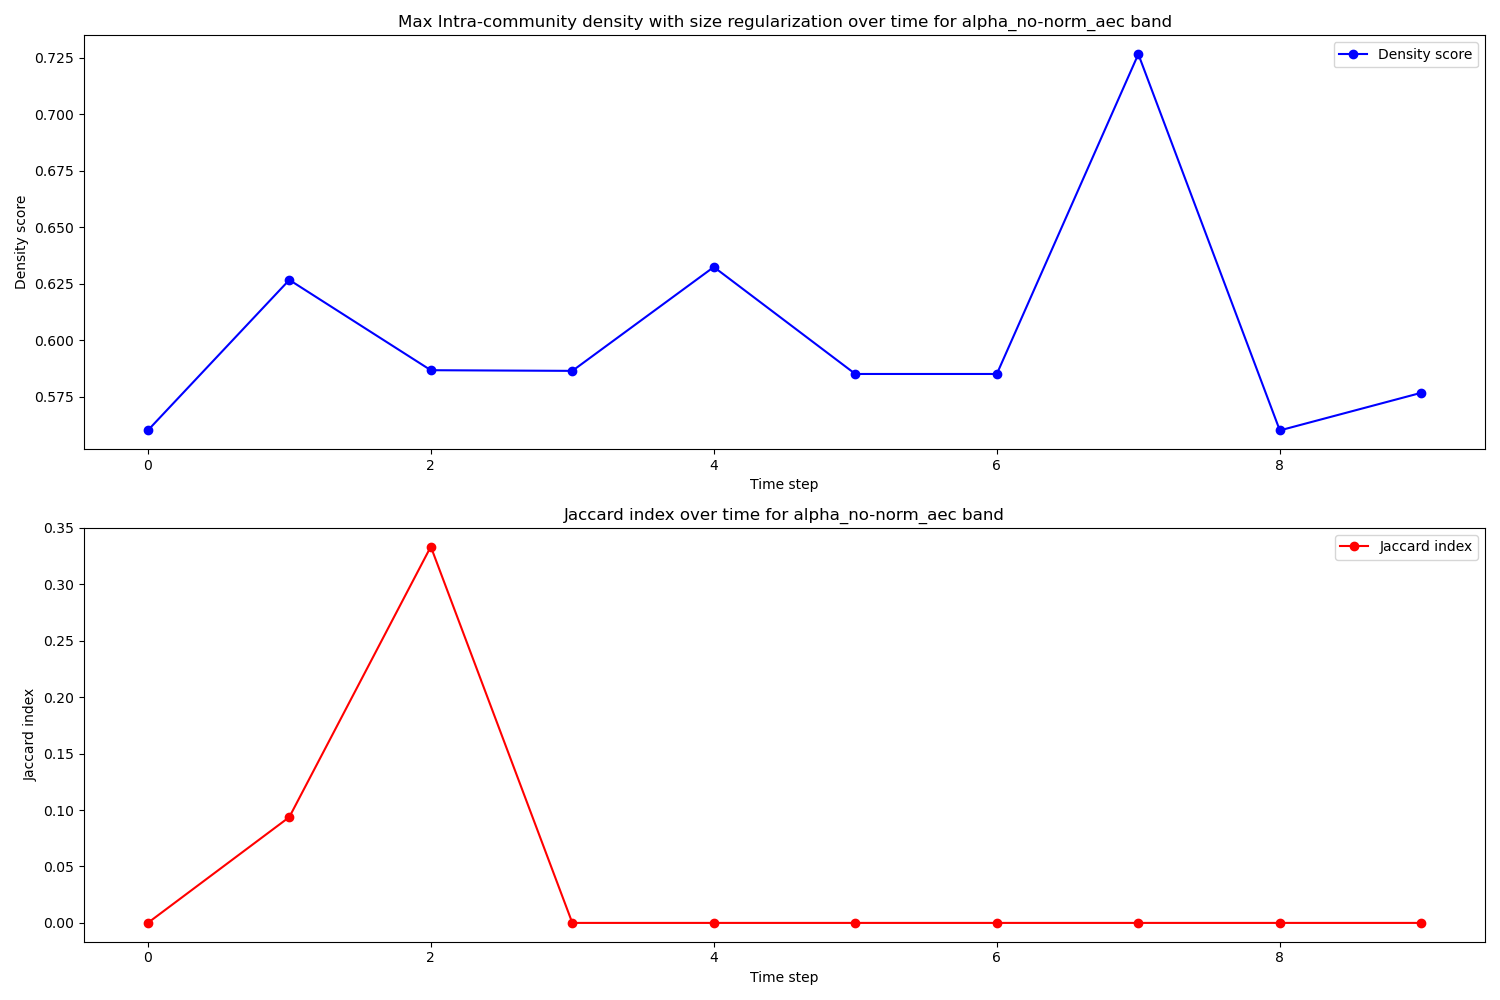 Max Intra-community density with size regularization over time for alpha_no-norm_aec band
Density score
0.725
0.700
0.675
0.650
0.625
0.600
0.575
Density score
0 2 4 6 8
Time step
Jaccard index over time for alpha_no-norm_aec band
Jaccard index
0.35
0.30
0.25
0.20
0.15
0.10
0.05
0.00
Jaccard index
0 2 4 6 8
Time step